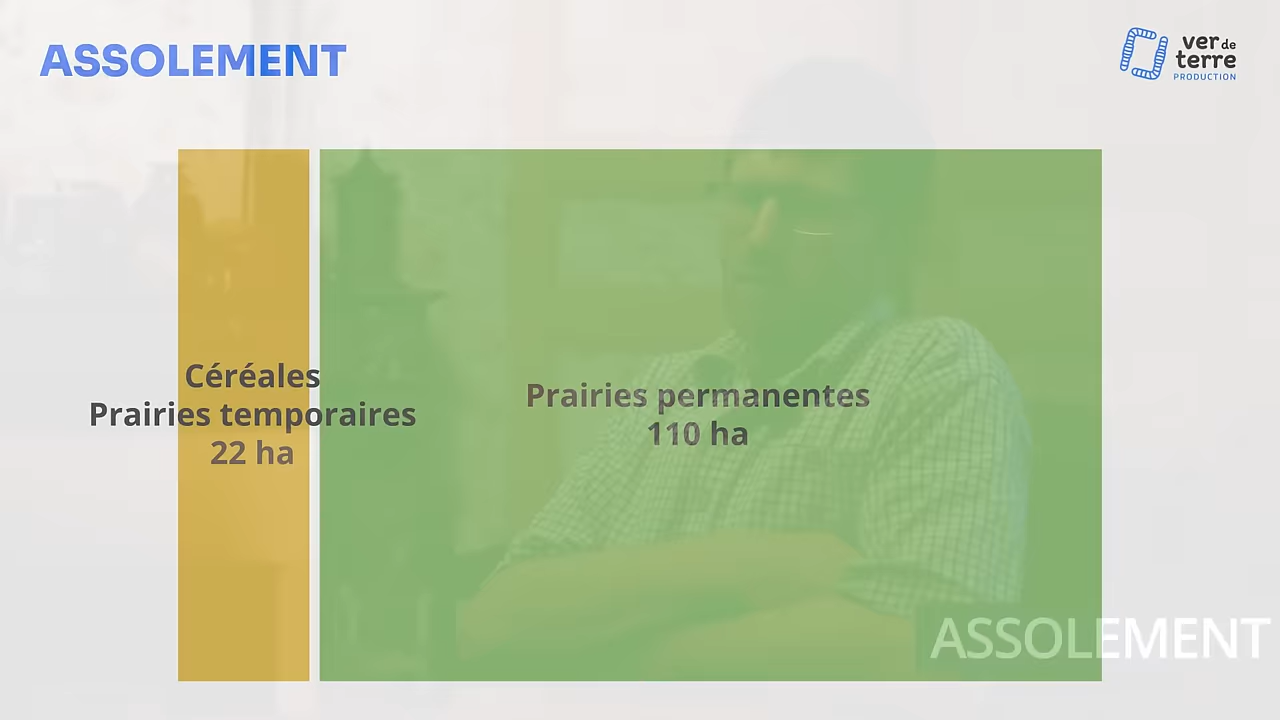 ASSOLEMENT
ver de
terre
PRODUCTION
Céréales
Prairies temporaires
22 ha
Prairies permanentes
110 ha
ASSOLEMENT